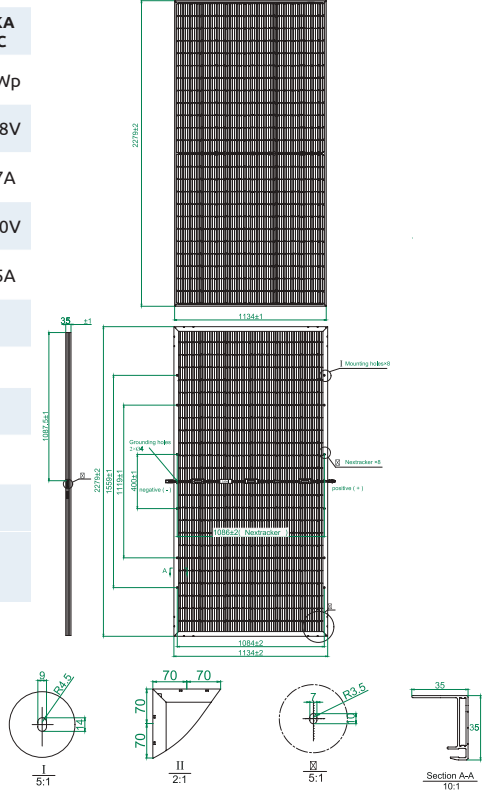 KA
C
Wp
8V
7A
0V
5A
2279±2
1134±1
35 ±1
1087.5±1
2279±2
1559±1
1119±1
400±1
I Mounting holes×8
Grounding holes
Nextracker ×8
negative ( - )
positive ( + )
1086±2( Nextracker )
A
1084±2
1134±2
9
R4.5
14
I
5:1
70 70
70
70
II
2:1
7
R3.5
10
5:1
35
35
Section A-A
10:1